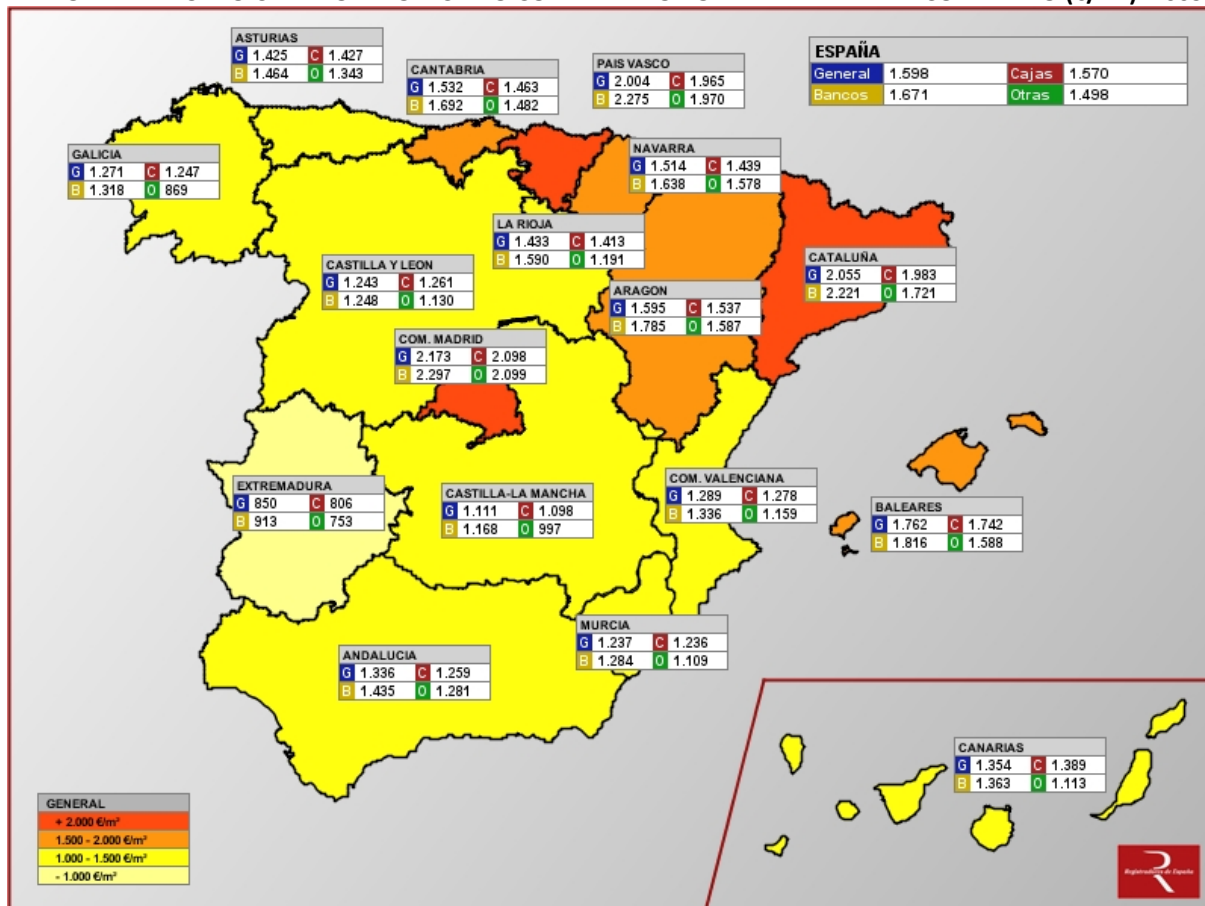 ESPAÑA
General 1.598 Cajas 1.570
Bancos 1.671 Otras 1.498
ASTURIAS
G 1.425 C 1.427
B 1.464 O 1.343
CANTABRIA
G 1.532 C 1.463
B 1.692 O 1.482
PAIS VASCO
G 2.004 C 1.965
B 2.275 O 1.970
GALICIA
G 1.271 C 1.247
B 1.318 O 869
NAVARRA
G 1.514 C 1.439
B 1.638 O 1.578
LA RIOJA
G 1.433 C 1.413
B 1.590 O 1.191
CASTILLA Y LEON
G 1.243 C 1.261
B 1.248 O 1.130
CATALUÑA
G 2.055 C 1.983
B 2.221 O 1.721
ARAGON
G 1.595 C 1.537
B 1.785 O 1.587
COM. MADRID
G 2.173 C 2.098
B 2.297 O 2.099
EXTREMADURA
G 850 C 806
B 913 O 753
CASTILLA-LA MANCHA
G 1.111 C 1.098
B 1.168 O 997
COM. VALENCIANA
G 1.289 C 1.278
B 1.336 O 1.159
BALEARES
G 1.762 C 1.742
B 1.816 O 1.588
MURCIA
G 1.237 C 1.236
B 1.284 O 1.109
ANDALUCIA
G 1.336 C 1.259
B 1.435 O 1.281
CANARIAS
G 1.354 C 1.389
B 1.363 O 1.113
GENERAL
+ 2.000 €/m²
1.500 - 2.000 €/m²
1.000 - 1.500 €/m²
- 1.000 €/m²
Registradores de España